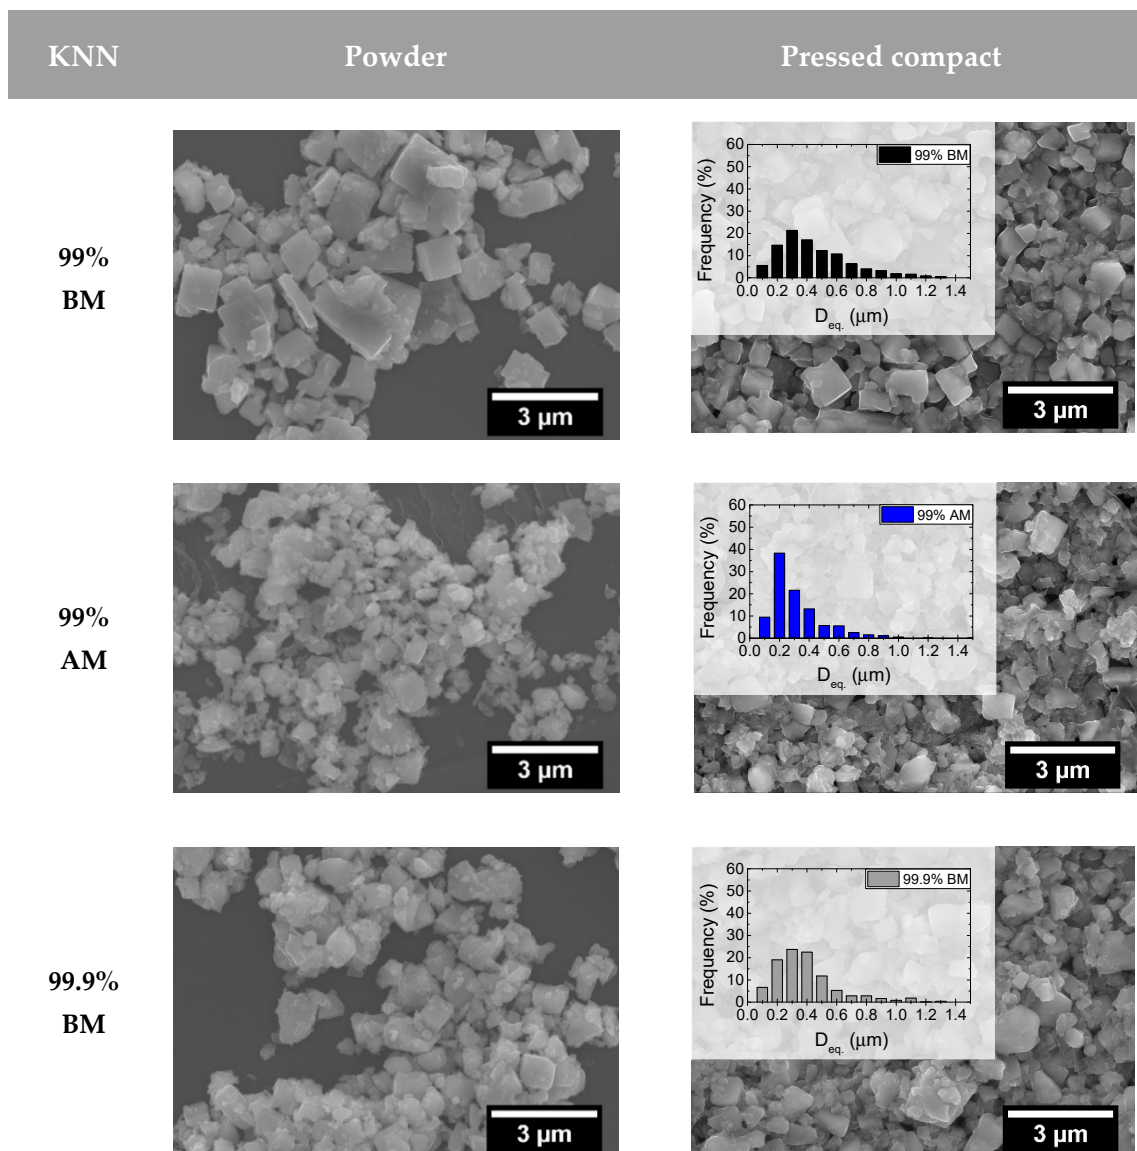 KNN Powder Pressed compact
99%
BM
3 µm
60
50
40
30
20
10
0
Frequency (%)
99% BM
0.0 0.2 0.4 0.6 0.8 1.0 1.2 1.4
D eq. (µm)
3 µm
99%
AM
3 µm
60
50
40
30
20
10
0
Frequency (%)
99% AM
0.0 0.2 0.4 0.6 0.8 1.0 1.2 1.4
D eq. (µm)
3 µm
99.9%
BM
3 µm
60
50
40
30
20
10
0
Frequency (%)
99.9% BM
0.0 0.2 0.4 0.6 0.8 1.0 1.2 1.4
D eq. (µm)
3 µm